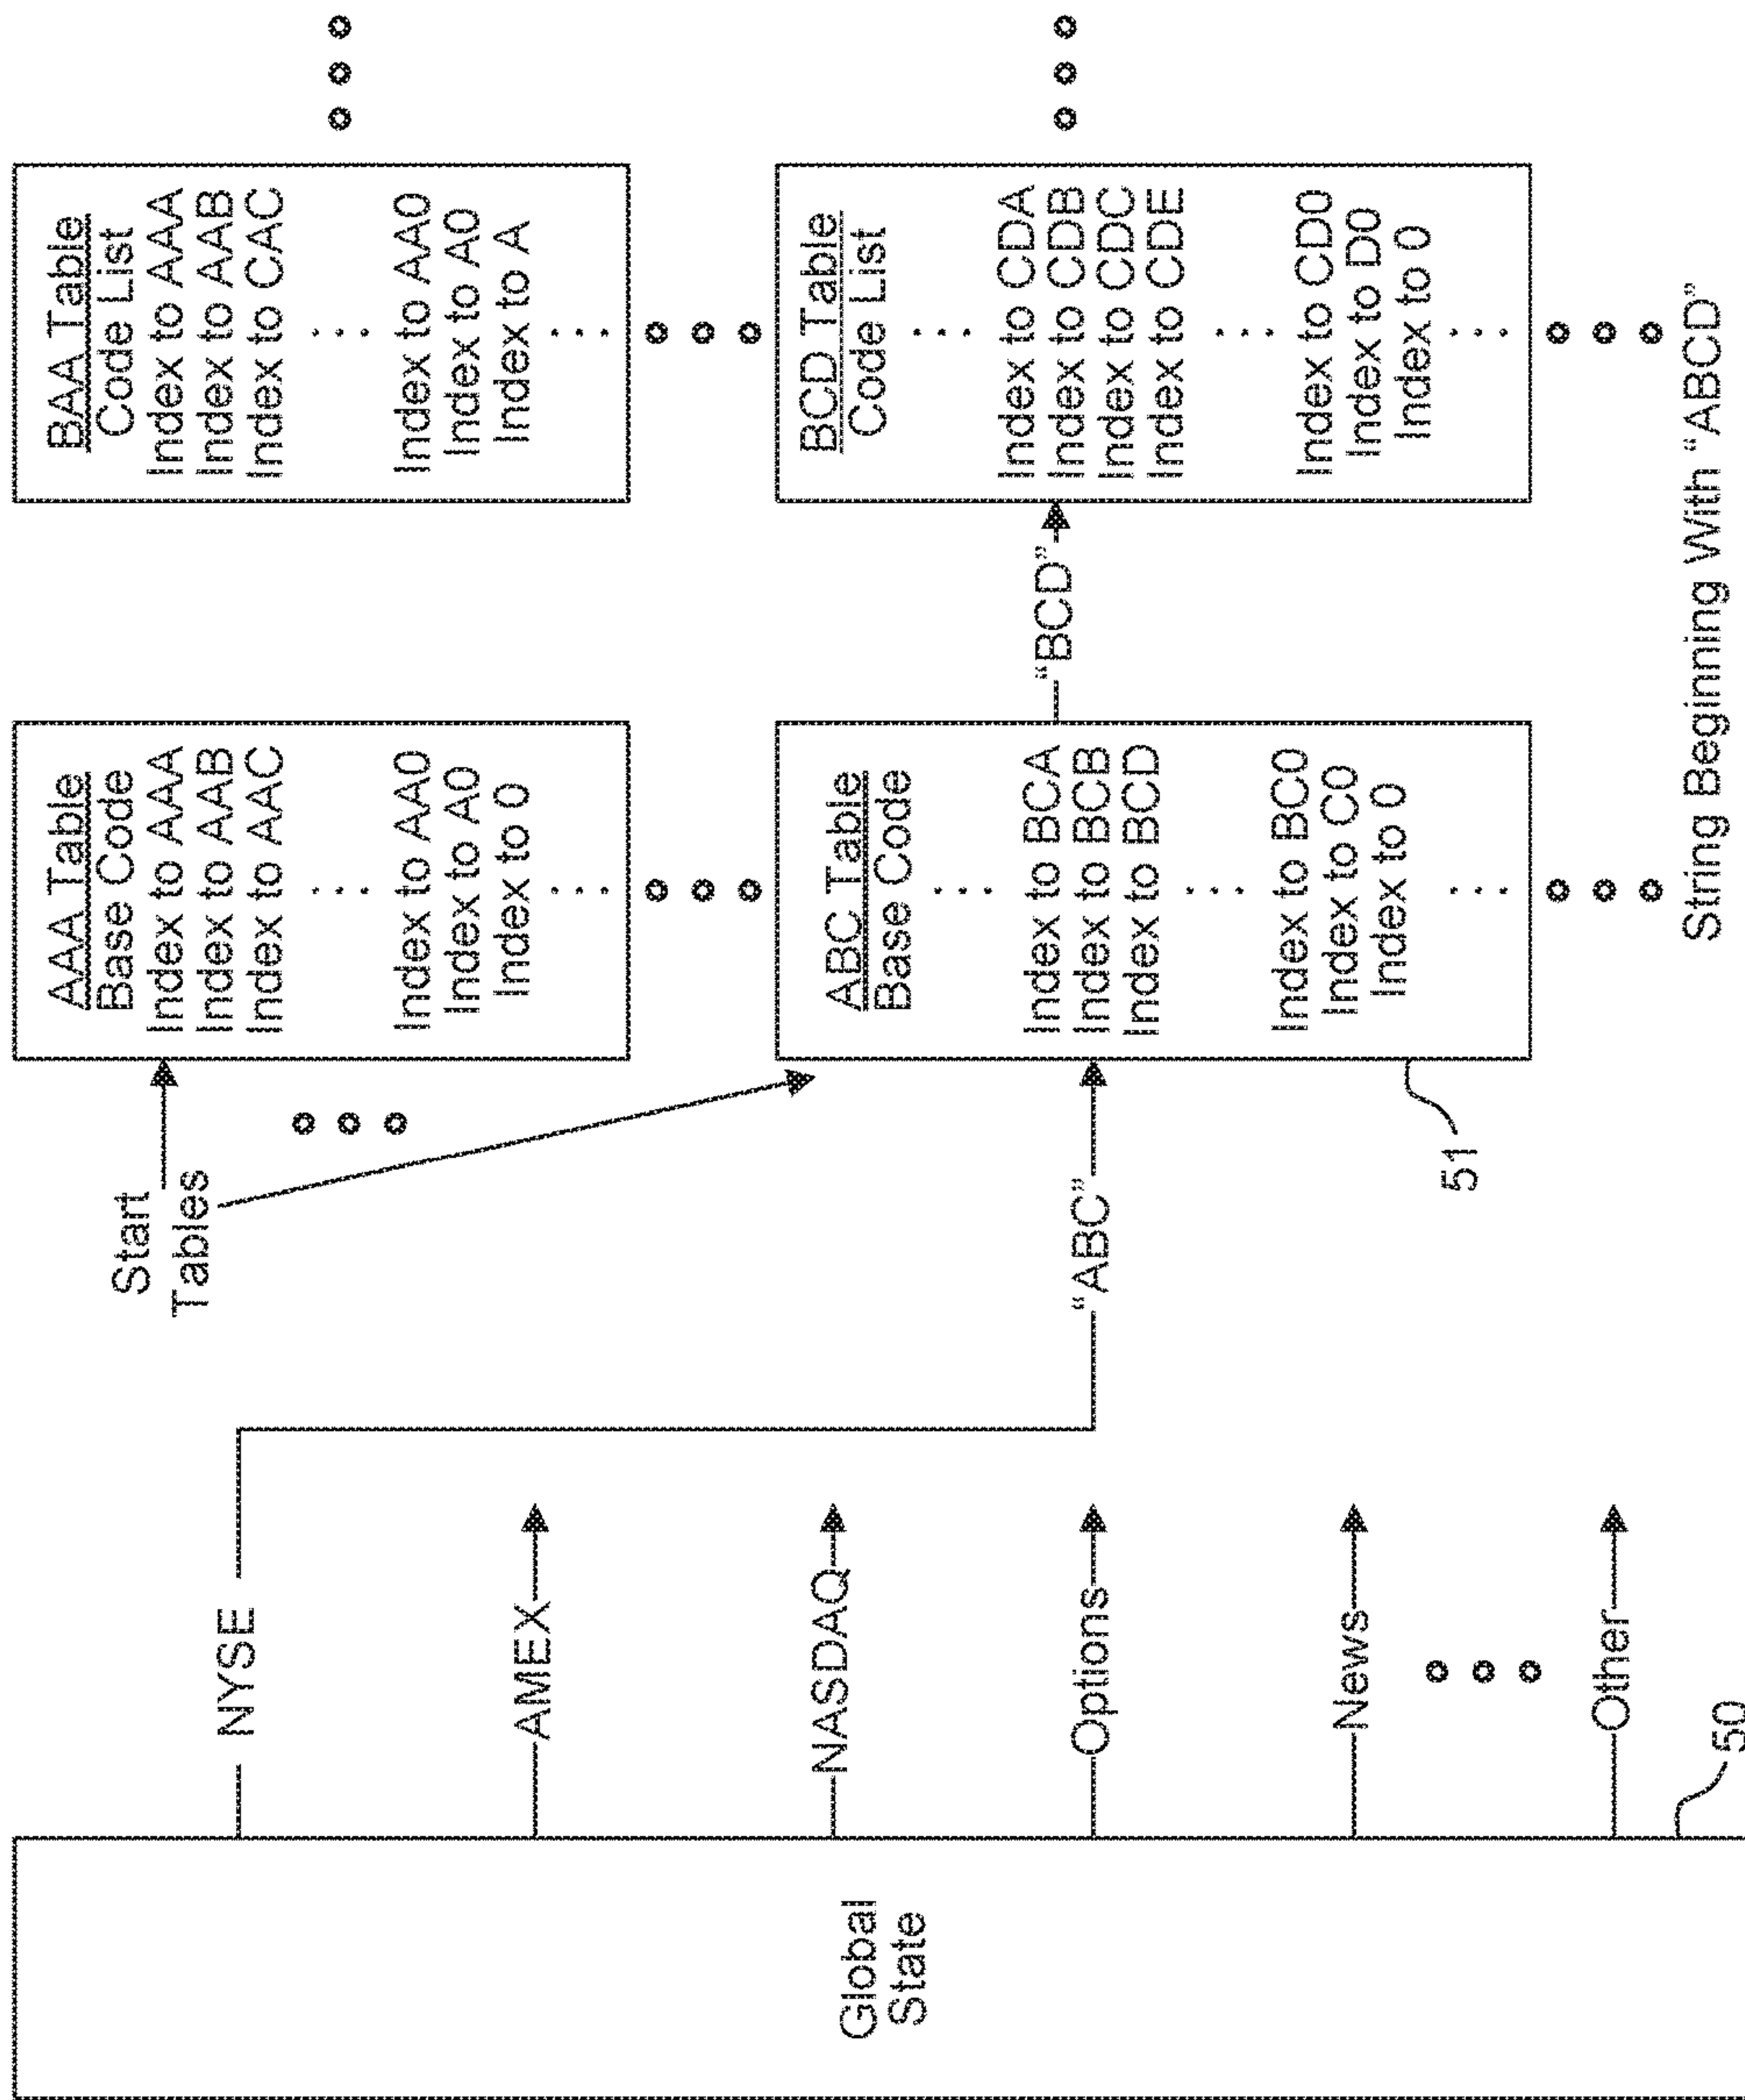 Global
State
50
NYSE
AMEX
NASDAQ
Options
News
Other
Start
Tables
“ABC”
AAA Table
Base Code
Index to AAA
Index to AAB
Index to AAC
Index to AA0
Index to A0
Index to 0
ABC Table
Base Code
Index to BCA
Index to BCB
Index to BCD
Index to BC0
Index to C0
Index to 0
51
“BCD”
BAA Table
Code List
Index to AAA
Index to AAB
Index to CAC
Index to AA0
Index to A0
Index to A
BCD Table
Code List
Index to CDA
Index to CDB
Index to CDC
Index to CDE
Index to CD0
Index to D0
Index to 0
String Beginning With “ABCD”